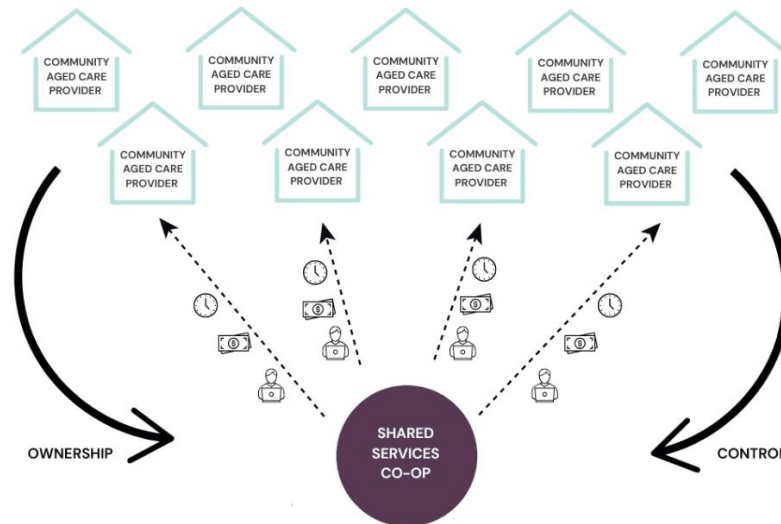 COMMUNITY
AGED CARE
PROVIDER
COMMUNITY
AGED CARE
PROVIDER
COMMUNITY
AGED CARE
PROVIDER
COMMUNITY
AGED CARE
PROVIDER
COMMUNITY
AGED CARE
PROVIDER
COMMUNITY
AGED CARE
PROVIDER
COMMUNITY
AGED CARE
PROVIDER
COMMUNITY
AGED CARE
PROVIDER
COMMUNITY
AGED CARE
PROVIDER
$
$
$
$
OWNERSHIP
SHARED
SERVICES
CO-OP
CONTROL